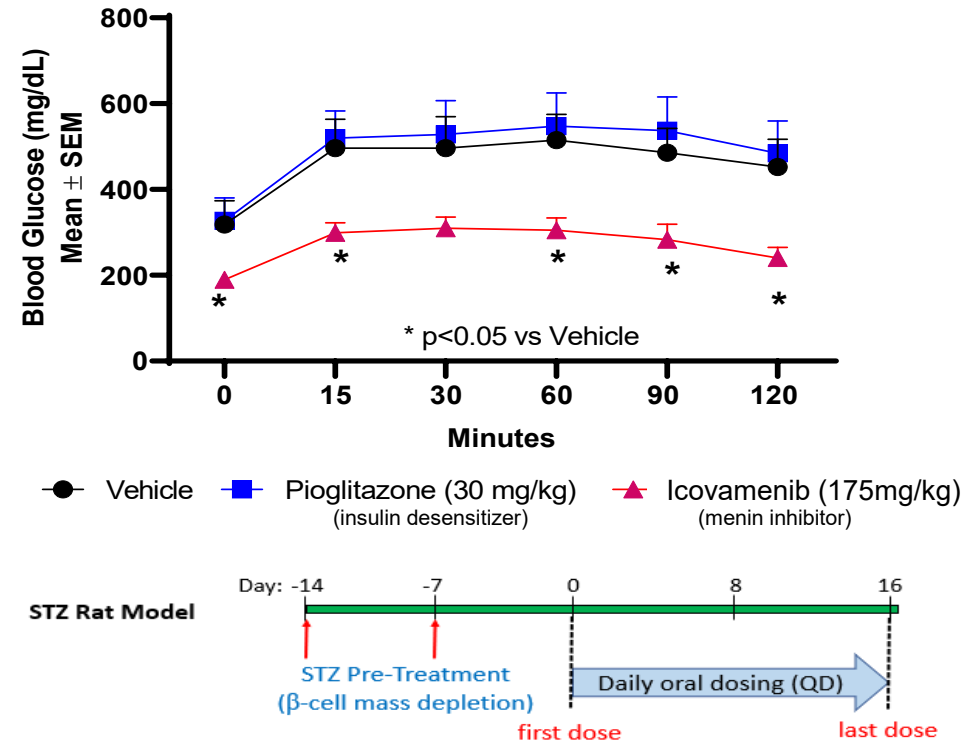 Blood Glucose (mg/dL)
Mean ± SEM
800
600
400
200
0
*
*
*
*
*
* p<0.05 vs Vehicle
0 15 30 60 90 120
Minutes
Vehicle Pioglitazone (30 mg/kg) Icovamenib (175mg/kg)
(insulin desensitizer) (menin inhibitor)
Day: -14 -7 0 8 16
STZ Rat Model
STZ Pre-Treatment
(β-cell mass depletion)
Daily oral dosing (QD)
first dose last dose